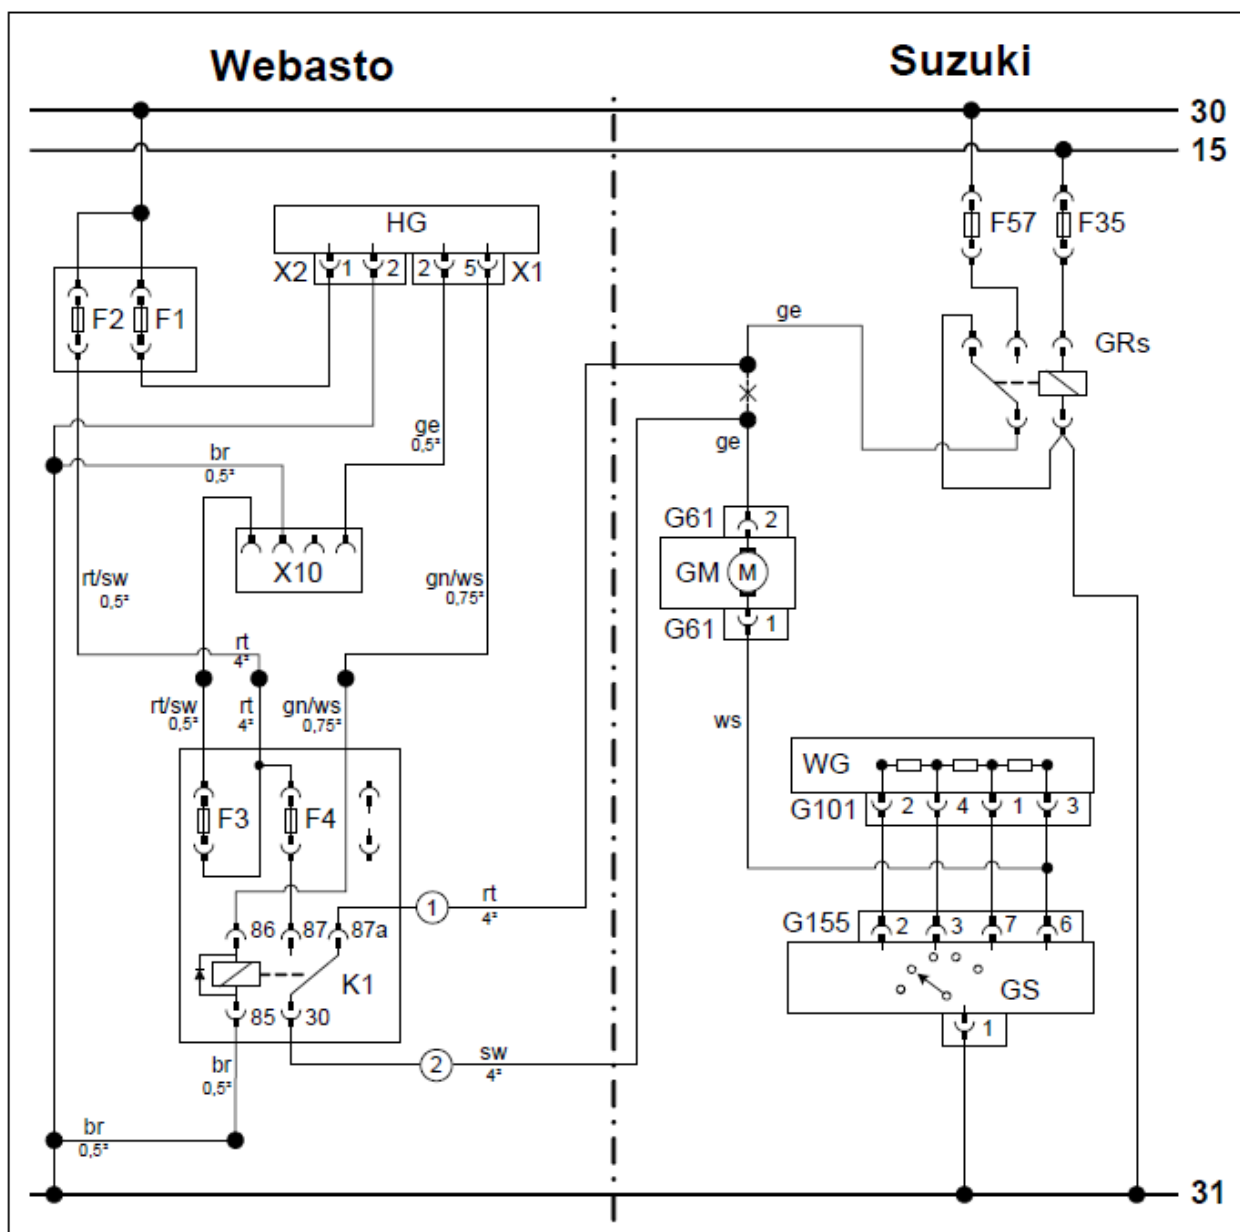 Webasto
Suzuki
30
15
HG
F57
F35
X2
1
2
2
5
X1
F2
F1
ge
GRs
ge
0,5²
ge
br
0,5²
G61
2
X10
GM
M
rt/sw
0,5²
gn/ws
0,75²
G61
1
rt
4²
rt/sw
0,5²
rt
4²
gn/ws
0,75²
ws
WG
F3
F4
G101
2
4
1
3
1
rt
4²
86
87
87a
G155
2
3
7
6
K1
GS
85
30
1
br
0,5²
2
sw
4²
br
0,5²
31